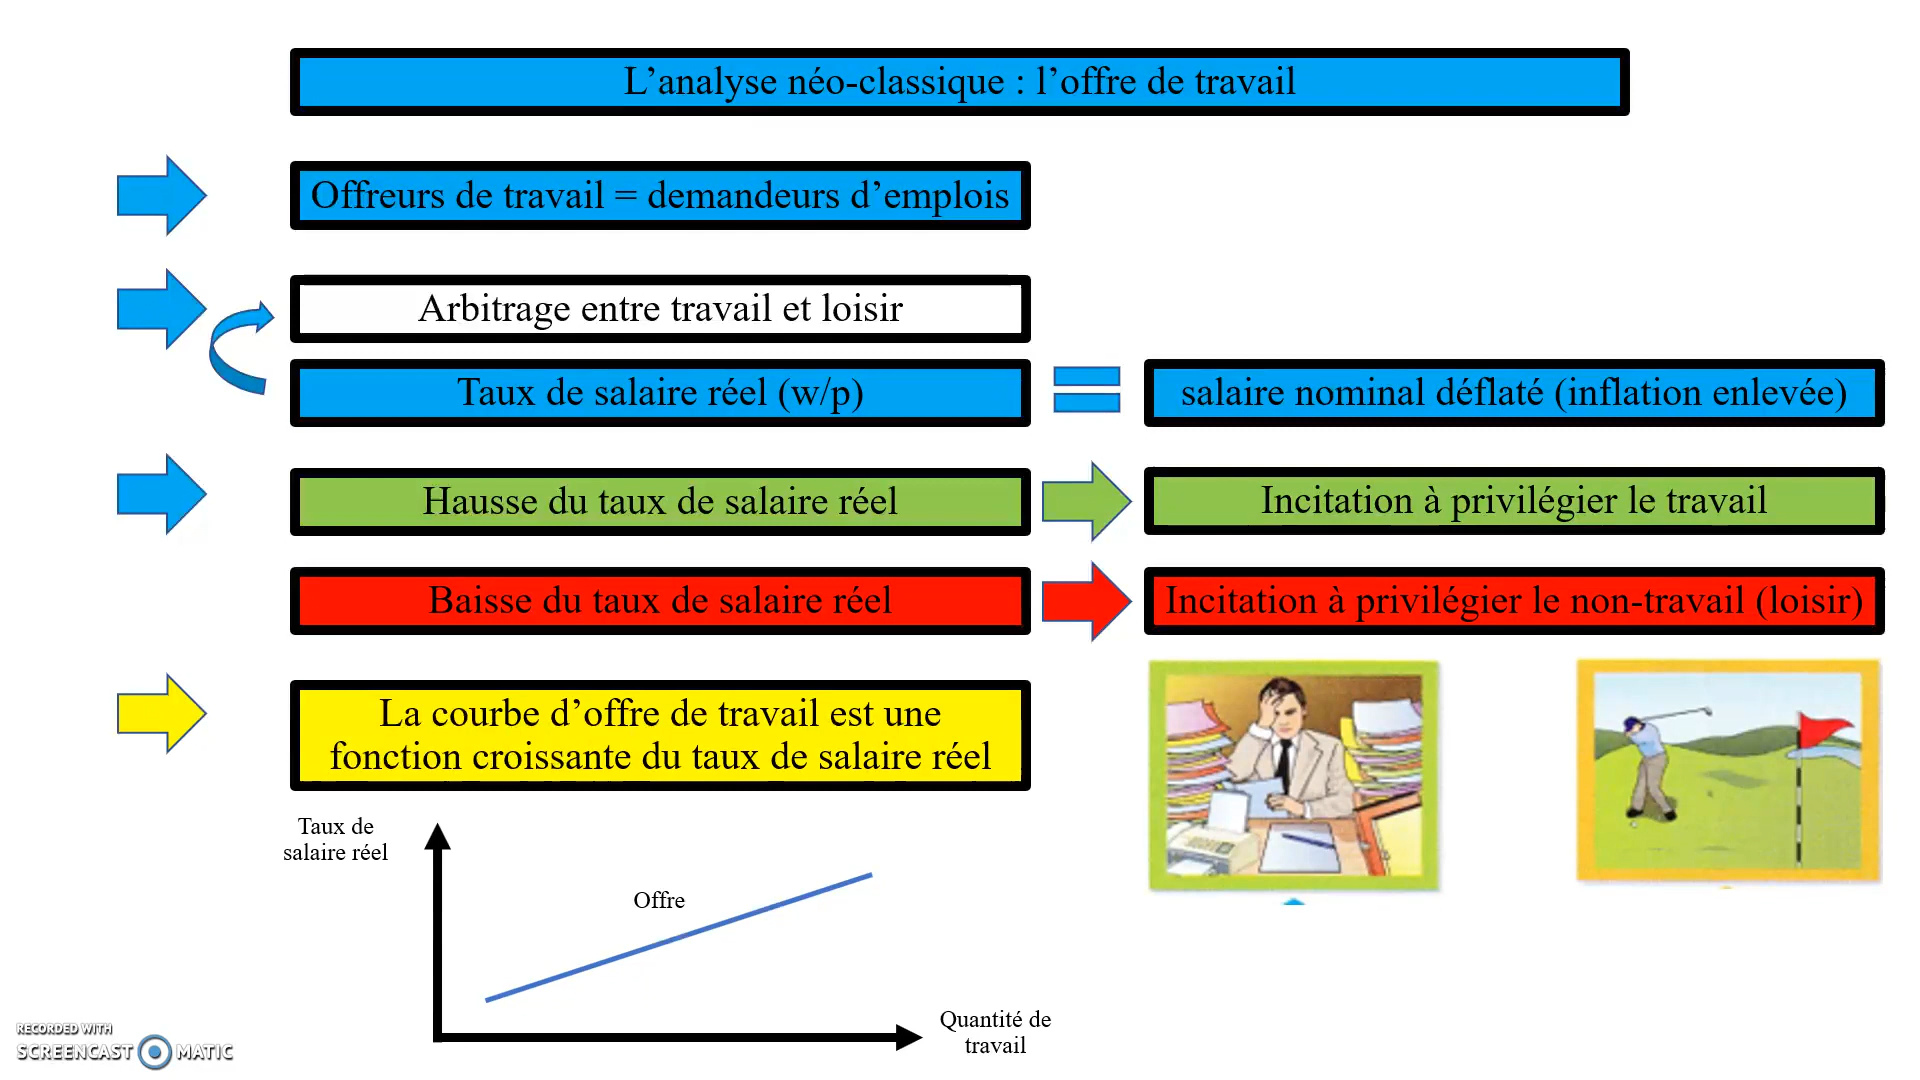 L’analyse néo-classique : l’offre de travail
Offreurs de travail = demandeurs d’emplois
Arbitrage entre travail et loisir
Taux de salaire réel (w/p)
salaire nominal déflaté (inflation enlevée)
Hausse du taux de salaire réel
Incitation à privilégier le travail
Baisse du taux de salaire réel
Incitation à privilégier le non-travail (loisir)
La courbe d’offre de travail est une
fonction croissante du taux de salaire réel
Taux de
salaire réel
Offre
Quantité de
travail
RECORDED WITH
SCREENCAST MATIC